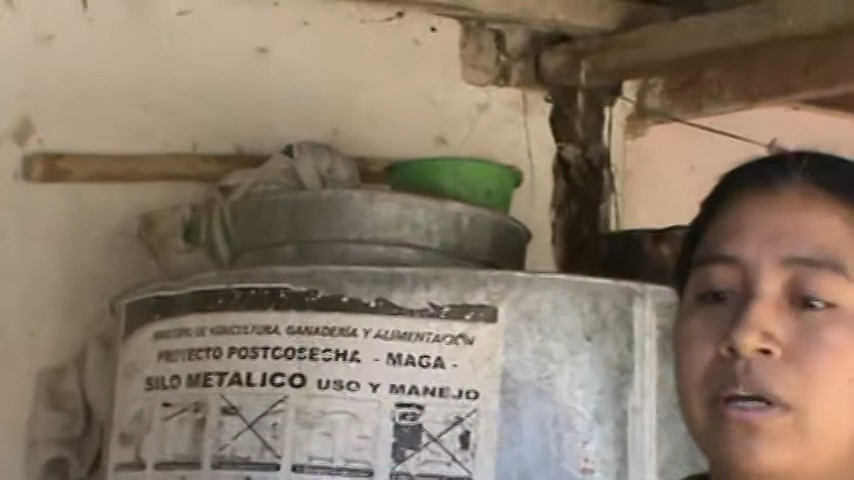 MINISTERIO DE AGRICULTURA, GANADERÍA Y ALIMENTACIÓN
PROYECTO POSTCOSECHA - MAGA -
SILO METALICO USO Y MANEJO